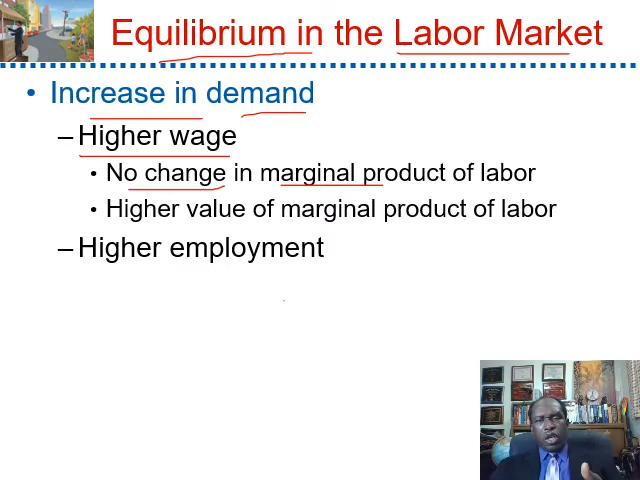 Equilibrium in the Labor Market
• Increase in demand
– Higher wage
• No change in marginal product of labor
• Higher value of marginal product of labor
– Higher employment